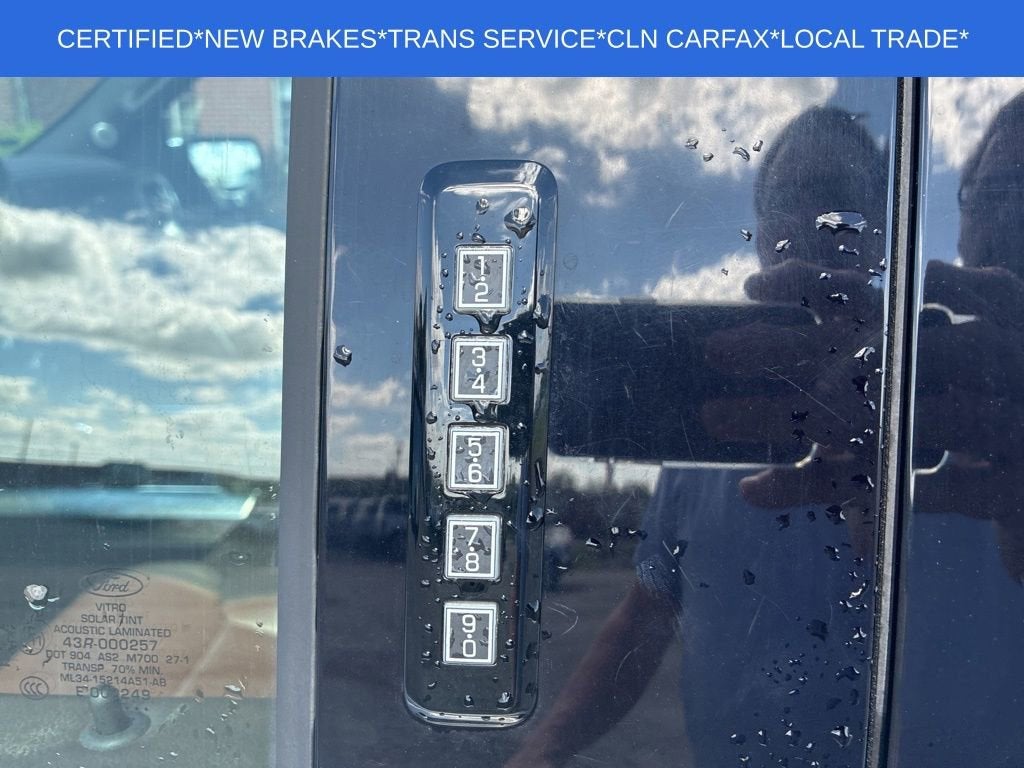 CERTIFIED*NEW BRAKES*TRANS SERVICE*CLN CARFAX*LOCAL TRADE*
1•2
3•4
5•6
7•8
9•0
Ford
VITRO
SOLAR TINT
ACOUSTIC LAMINATED
43R-000257
DOT 904 AS2 M700 27-1
TRANSP. 70% MIN.
ML34-15214A51-AB